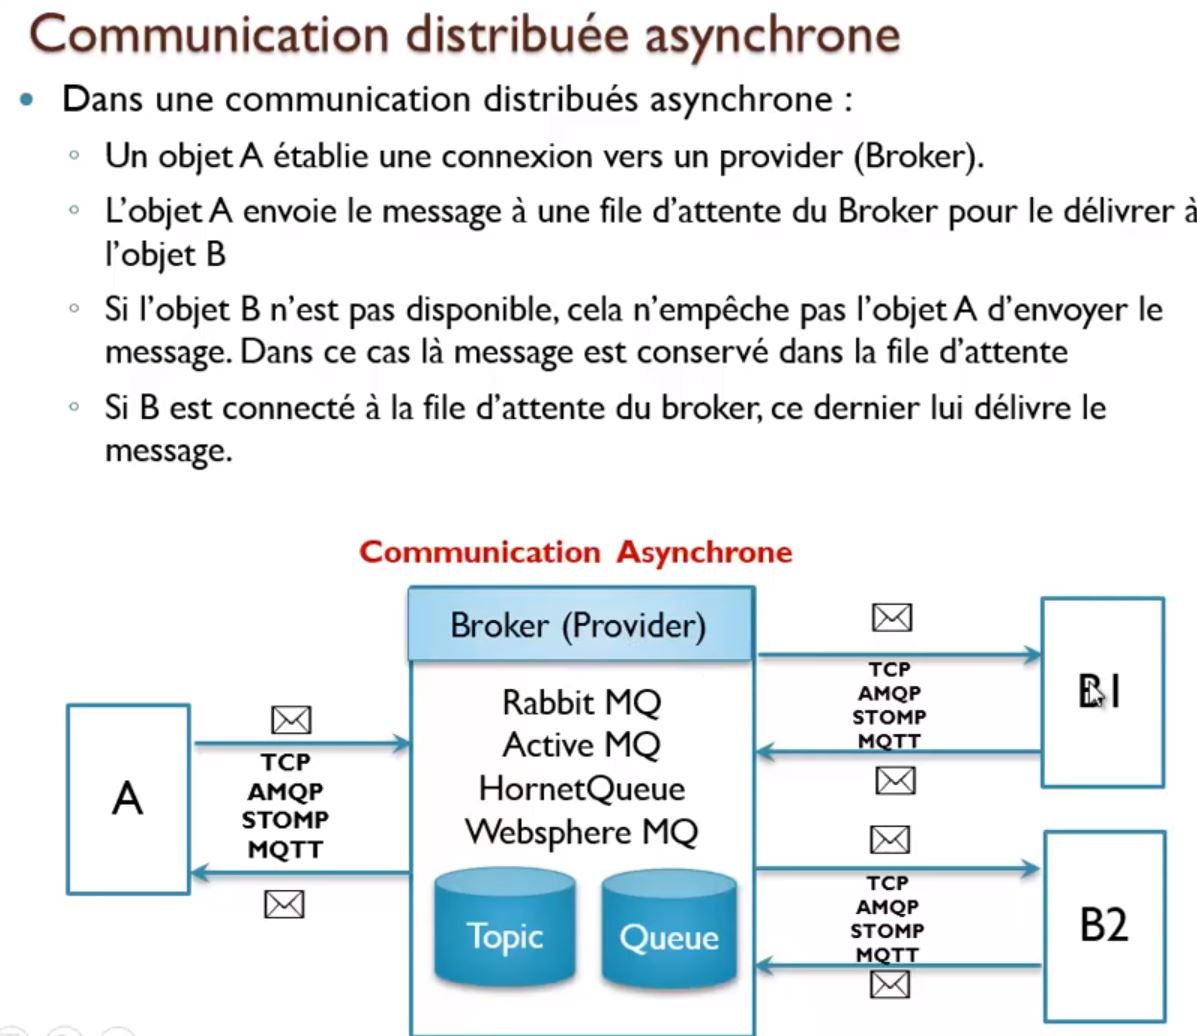 Communication distribuée asynchrone
Dans une communication distribués asynchrone :
Un objet A établie une connexion vers un provider (Broker).
L'objet A envoie le message à une file d'attente du Broker pour le délivrer à
l'objet B
Si l'objet B n'est pas disponible, cela n'empêche pas l'objet A d'envoyer le
message. Dans ce cas là message est conservé dans la file d'attente
Si B est connecté à la file d'attente du broker, ce dernier lui délivre le
message.
Communication Asynchrone
A
TCP
AMQP
STOMP
MQTT
Broker (Provider)
Rabbit MQ
Active MQ
HornetQueue
Websphere MQ
Topic
Queue
TCP
AMQP
STOMP
MQTT
B1
TCP
AMQP
STOMP
MQTT
B2